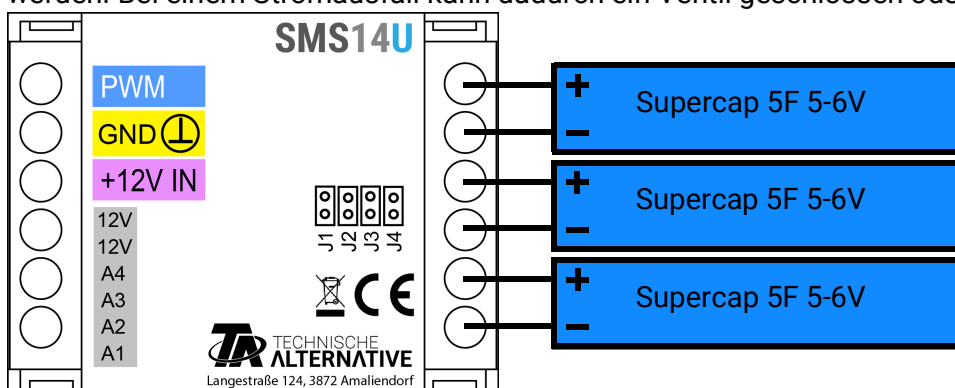 werden. Bei einem Stromausfall kann dadurch ein Ventil geschlossen
SMS14U
PWM
GND
+12V IN
12V
12V
A4
A3
A2
A1
J1
J2
J3
J4
CE
TA TECHNISCHE
ALTERNATIVE
Langestraße 124, 3872 Amaliendorf
+
Supercap 5F 5-6V
−
+
Supercap 5F 5-6V
−
+
Supercap 5F 5-6V
−